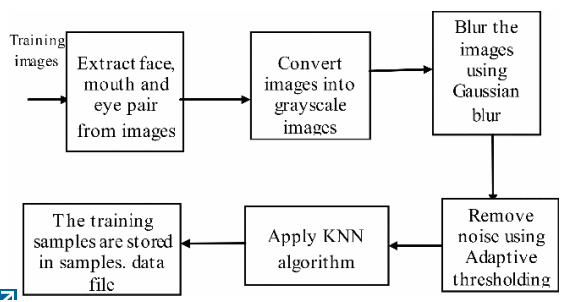 Training
images
Extract face,
mouth and
eye pair
from images
Convert
images into
grayscale
images
Blur the
images
using
Gaussian
blur
Remove
noise using
Adaptive
thresholding
Apply KNN
algorithm
The training
samples are stored
in samples. data
file